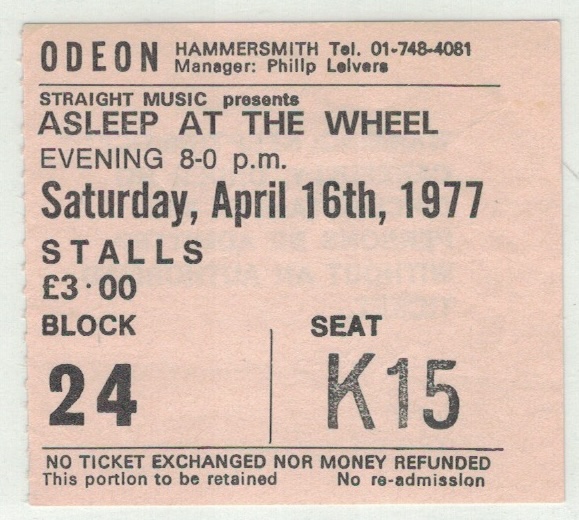 ODEON HAMMERSMITH Tel. 01-748-4081
Manager: Philip Leivers
STRAIGHT MUSIC presents
ASLEEP AT THE WHEEL
EVENING 8-0 p.m.
Saturday, April 16th, 1977
STALLS
£3·00
BLOCK SEAT
24 K15
NO TICKET EXCHANGED NOR MONEY REFUNDED
This portion to be retained No re-admission